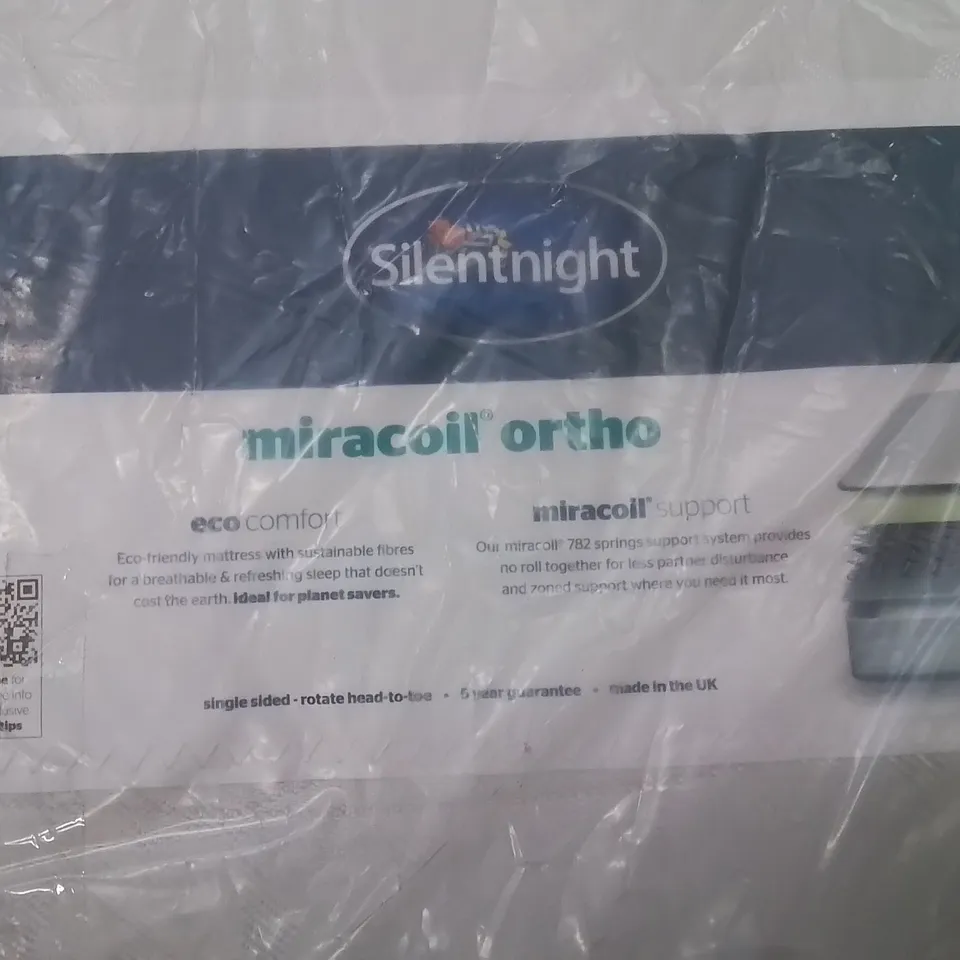 Silentnight
miracoil® ortho
eco comfort
Eco-friendly mattress with sustainable fibres
for a breathable & refreshing sleep that doesn't
cost the earth. Ideal for planet savers.
miracoil® support
Our miracoil® 782 springs support system provides
no roll together for less partner disturbance
and zoned support where you need it most.
e for
info
usive
tips
single sided - rotate head-to-toe • 5 year guarantee • made in the UK